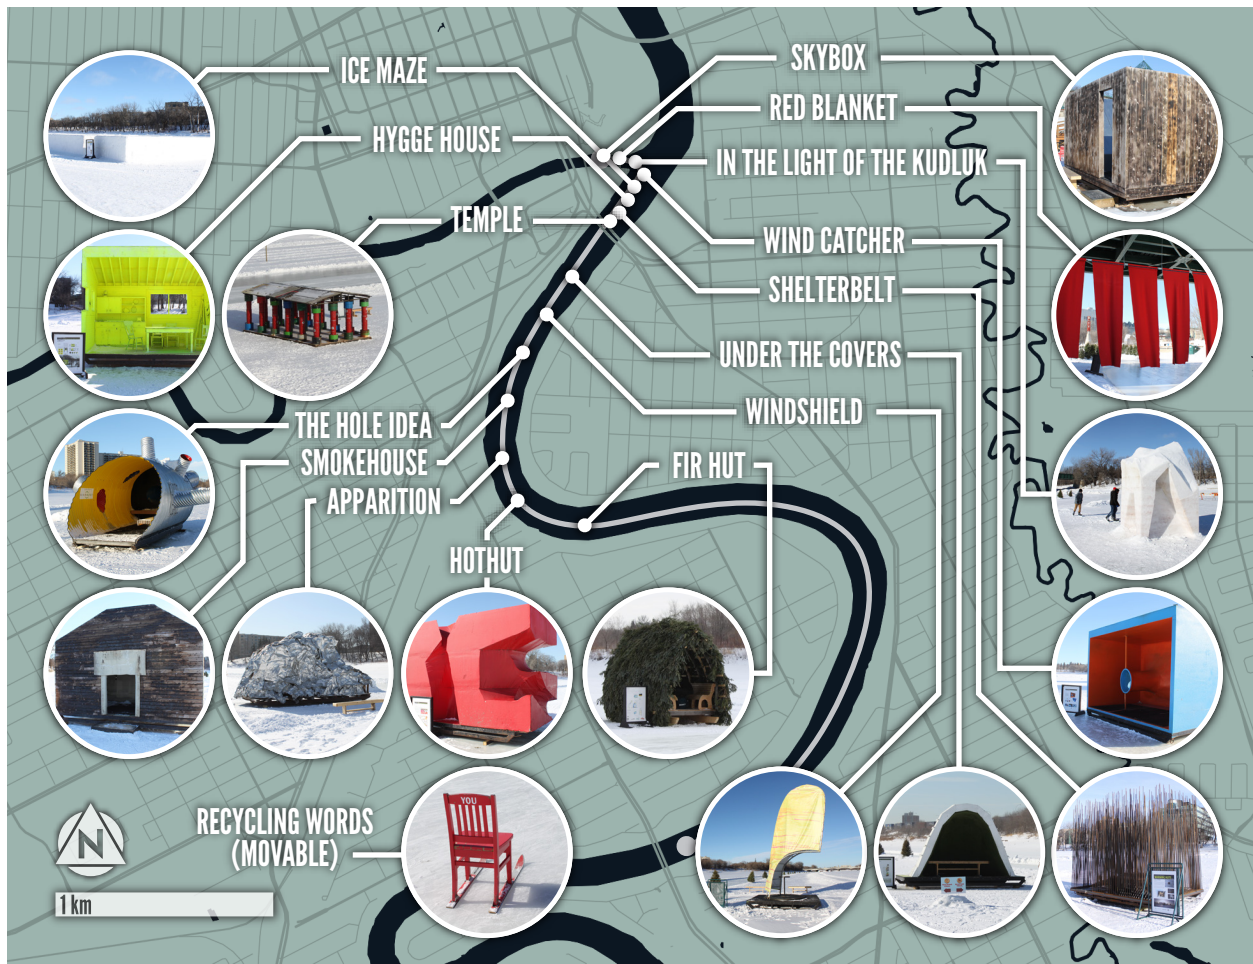 ICE MAZE
SKYBOX
RED BLANKET
HYGGE HOUSE
IN THE LIGHT OF THE KUDLUK
TEMPLE
WIND CATCHER
SHELTERBELT
UNDER THE COVERS
WINDSHIELD
THE HOLE IDEA
SMOKEHOUSE
FIR HUT
APPARITION
HOTHUT
YOU
RECYCLING WORDS
(MOVABLE)
N
1 km